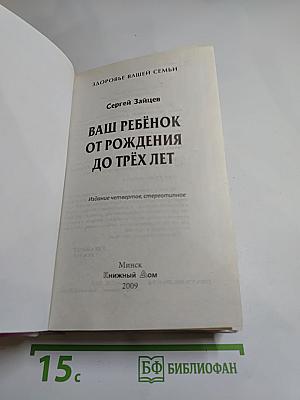 ЗДОРОВЬЕ ВАШЕЙ СЕМЬИ
Сергей Зайцев
ВАШ РЕБЁНОК
ОТ РОЖДЕНИЯ
ДО ТРЁХ ЛЕТ
Издание четвертое, стереотипное
Минск
Книжный Дом
2009
15с
БФ БИБЛИОФАН